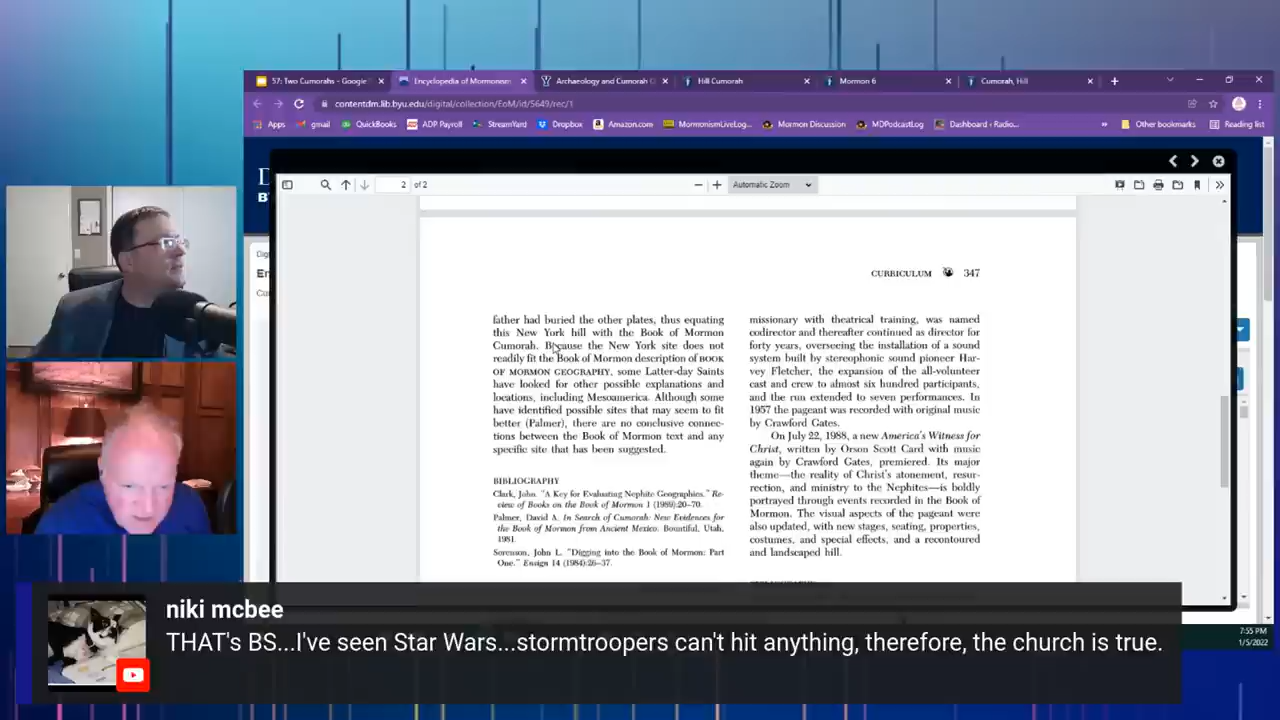 57: Two Cumorahs - Google
Encyclopedia of Mormonism
Archaeology and Cumorah
Hill Cumorah
Mormon 6
Cumorah, Hill
contentdm.lib.byu.edu/digital/collection/EoM/id/5649/rec/1
Apps
gmail
QuickBooks
ADP Payroll
StreamYard
Dropbox
Amazon.com
MormonismLiveLog...
Mormon Discussion
MDPodcastLog
Dashboard ‹ Radio...
»
Other bookmarks
Reading list
2
of 2
Automatic Zoom
CURRICULUM 347
father had buried the other plates, thus equating
this New York hill with the Book of Mormon
Cumorah. Because the New York site does not
readily fit the Book of Mormon description of BOOK
OF MORMON GEOGRAPHY, some Latter-day Saints
have looked for other possible explanations and
locations, including Mesoamerica. Although some
have identified possible sites that may seem to fit
better (Palmer), there are no conclusive connec-
tions between the Book of Mormon text and any
specific site that has been suggested.
BIBLIOGRAPHY
Clark, John. "A Key for Evaluating Nephite Geographies." Re-
view of Books on the Book of Mormon 1 (1989):20–70.
Palmer, David A. In Search of Cumorah: New Evidences for
the Book of Mormon from Ancient Mexico. Bountiful, Utah,
1981.
Sorenson, John L. "Digging into the Book of Mormon: Part
One." Ensign 14 (1984):26–37.
missionary with theatrical training, was named
codirector and thereafter continued as director for
forty years, overseeing the installation of a sound
system built by stereophonic sound pioneer Har-
vey Fletcher, the expansion of the all-volunteer
cast and crew to almost six hundred participants,
and the run extended to seven performances. In
1957 the pageant was recorded with original music
by Crawford Gates.
On July 22, 1988, a new America's Witness for
Christ, written by Orson Scott Card with music
again by Crawford Gates, premiered. Its major
theme—the reality of Christ's atonement, resur-
rection, and ministry to the Nephites—is boldly
portrayed through events recorded in the Book of
Mormon. The visual aspects of the pageant were
also updated, with new stages, seating, properties,
costumes, and special effects, and a recontoured
and landscaped hill.
7:55 PM
1/5/2022
niki mcbee
THAT's BS...I've seen Star Wars...stormtroopers can't hit anything, therefore, the church is true.